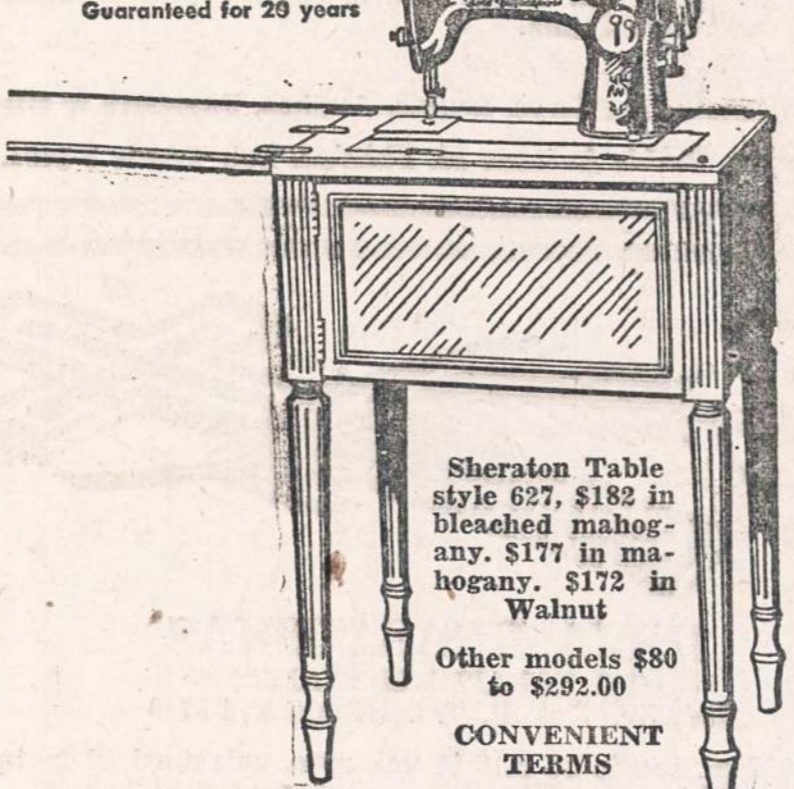 Guaranteed for 20 years
99
Sheraton Table
style 627, $182 in
bleached mahog-
any. $177 in ma-
hogany. $172 in
Walnut
Other models $80
to $292.00
CONVENIENT
TERMS